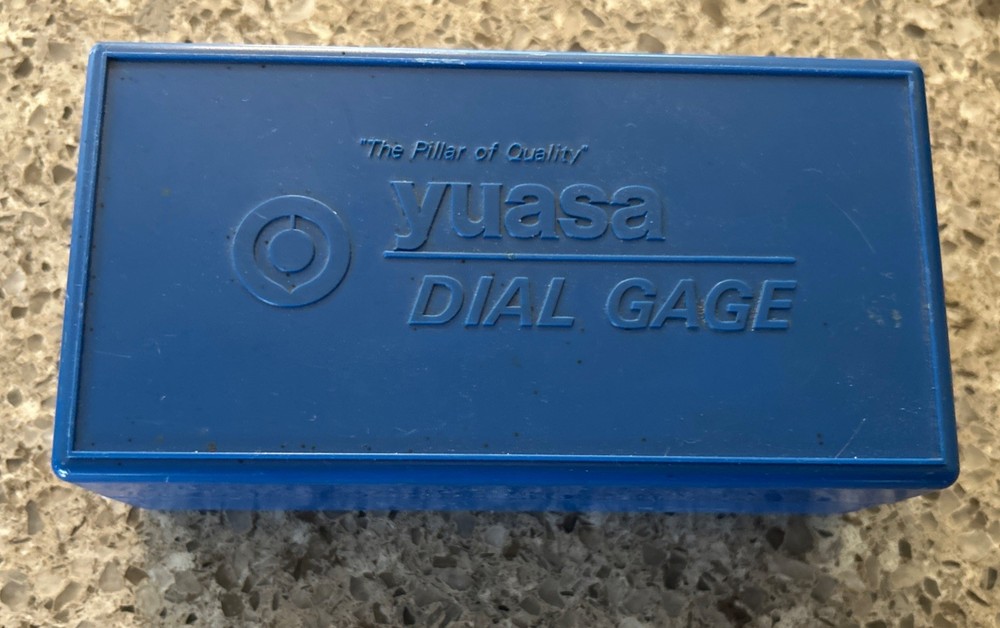 "The Pillar of Quality"
yuasa
DIAL GAGE